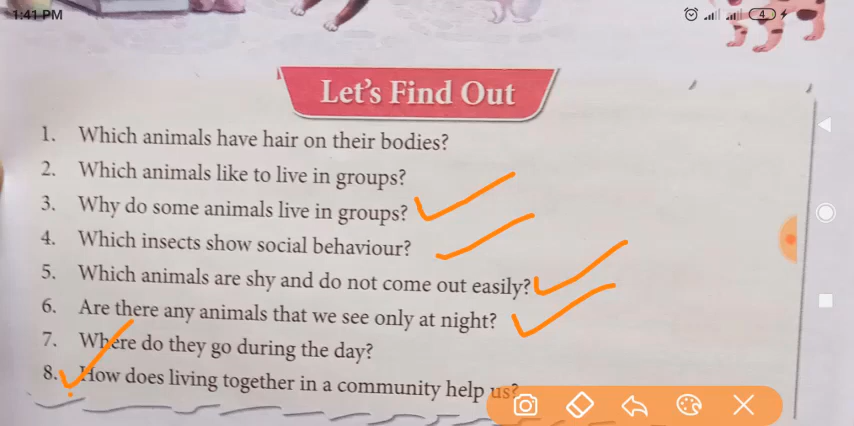 1:41 PM
4
Let's Find Out
1. Which animals have hair on their bodies?
2. Which animals like to live in groups?
3. Why do some animals live in groups?
4. Which insects show social behaviour?
5. Which animals are shy and do not come out easily?
6. Are there any animals that we see only at night?
7. Where do they go during the day?
8. How does living together in a community help us?